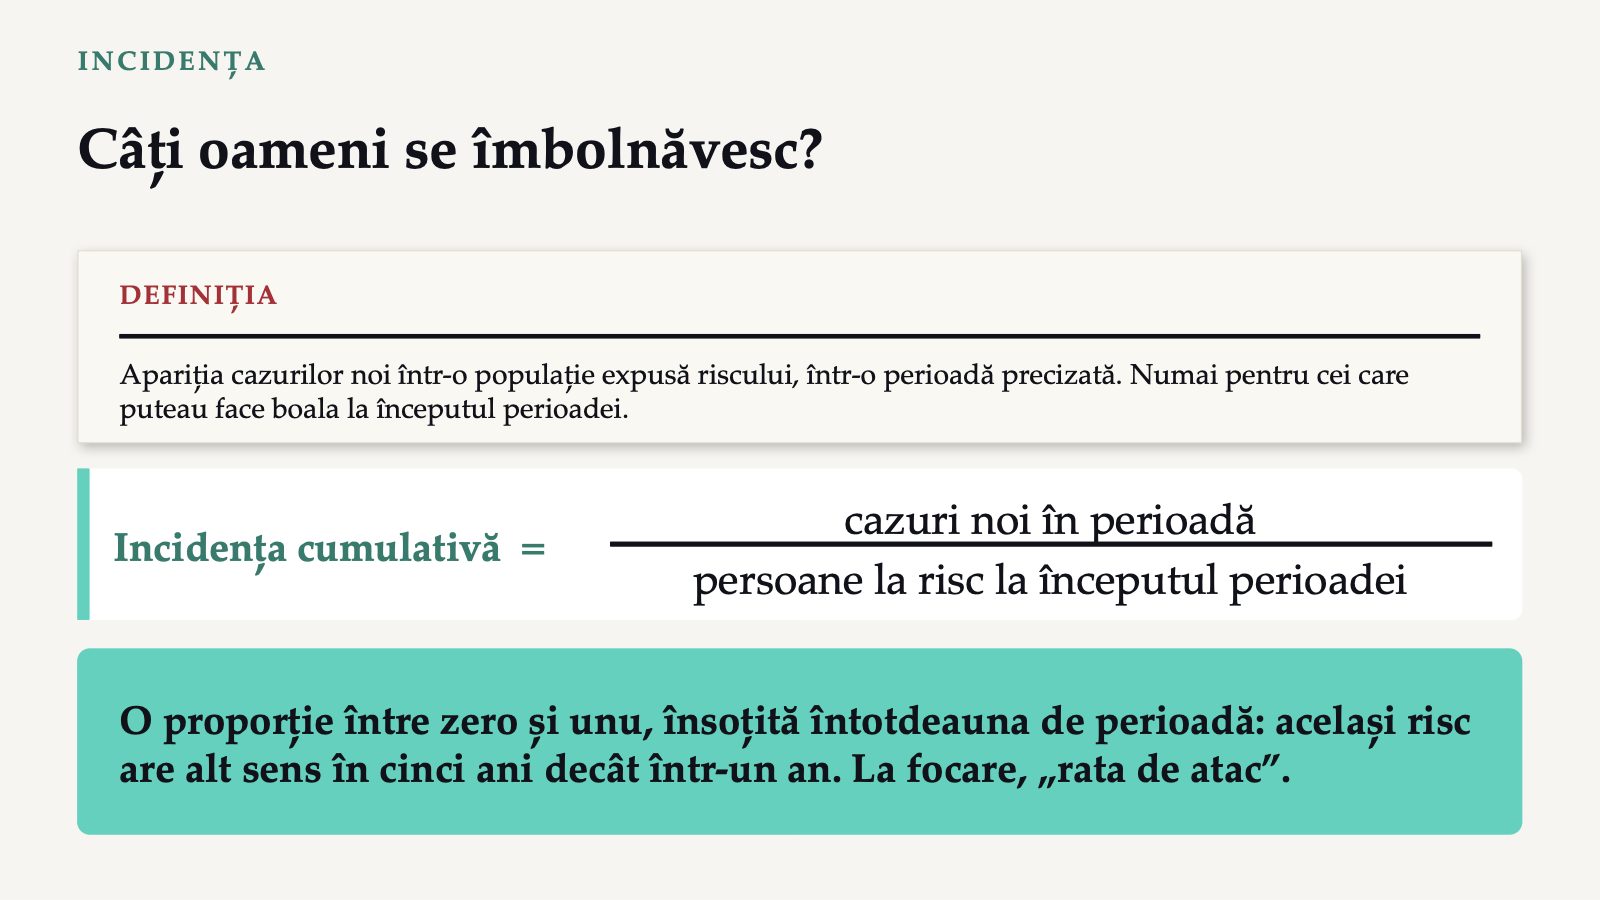 INCIDENȚA
Câți oameni se îmbolnăvesc?
DEFINIȚIA
Apariția cazurilor noi într-o populație expusă riscului, într-o perioadă precizată. Numai pentru cei care
puteau face boala la începutul perioadei.
cazuri noi în perioadă
Incidența cumulativă =
persoane la risc la începutul perioadei
O proporție între zero și unu, însoțită întotdeauna de perioadă: același risc
are alt sens în cinci ani decât într-un an. La focare, „rata de atac”.